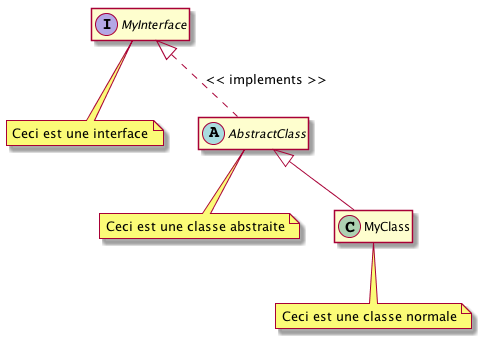 I MyInterface
<< implements >>
Ceci est une interface
A AbstractClass
Ceci est une classe abstraite
C MyClass
Ceci est une classe normale